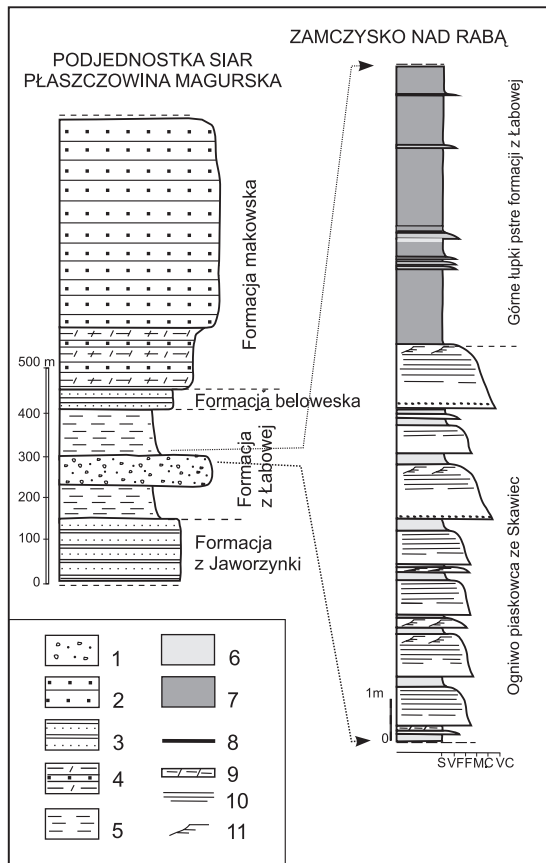 PODJEDNOSTKA SIAR
PŁASZCZOWINA MAGURSKA
ZAMCZYSKO NAD RABĄ
Formacja makowska
500 m
400
300
200
100
0
Formacja beloweska
Formacja
z Łabowej
Formacja
z Jaworzynki
Górne łupki pstre formacji z Łabowej
Ogniwo piaskowca ze Skawiec
1m
0
S VF F M C VC
1
2
3
4
5
6
7
8
9
10
11